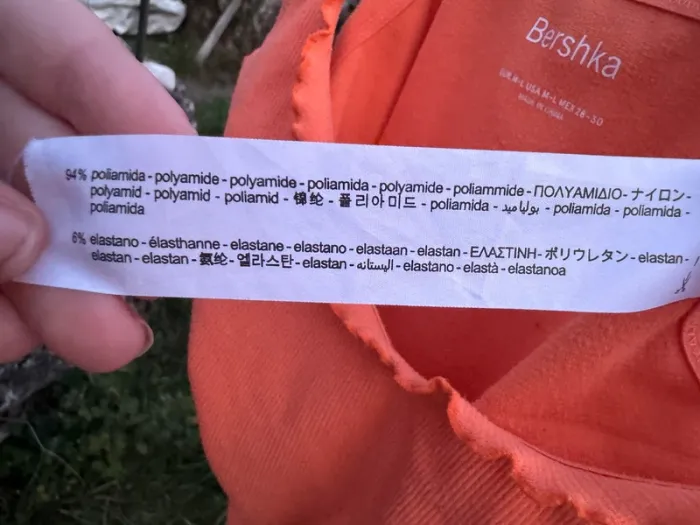 Bershka
EUR M-L USA M-L MEX 28-30
MADE IN CHINA
94% poliamida - polyamide - polyamide - poliamida - polyamide - poliammide - ΠΟΛΥΑΜΙΔΙΟ - ナイロン -
polyamid - polyamid - poliamid - 锦纶 - 폴리아미드 - poliamida - بولياميد - poliamida - poliamida -
poliamida
6% elastano - élasthanne - elastane - elastano - elastaan - elastan - ΕΛΑΣΤΙΝΗ - ポリウレタン - elastan -
elastan - elastan - 氨纶 - 엘라스탄 - elastan - اليستانه - elastano - elastà - elastanoa